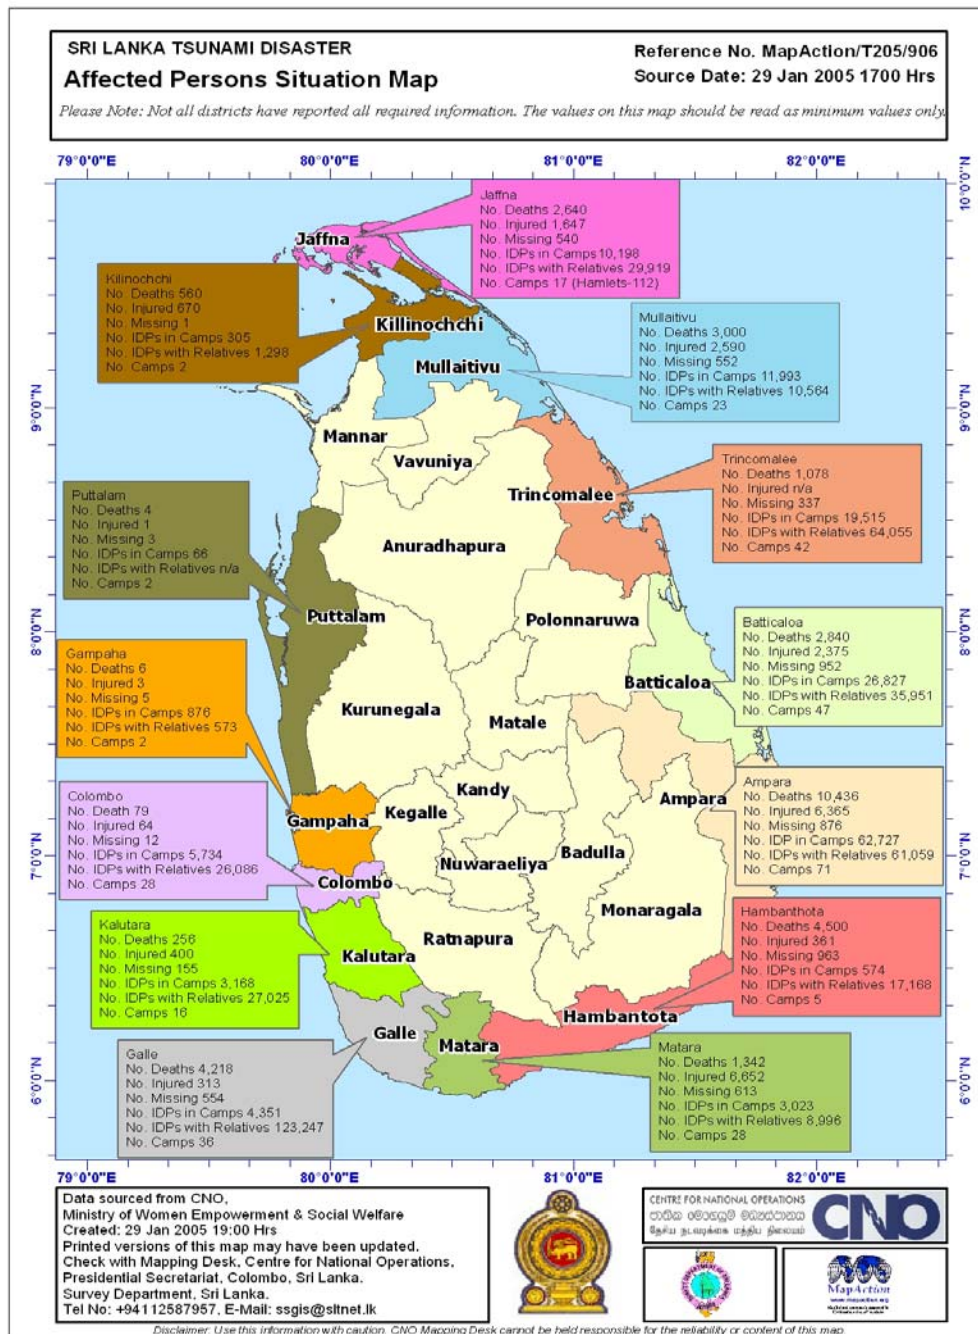 SRI LANKA TSUNAMI DISASTER
Affected Persons Situation Map
Reference No. MapAction/T205/906
Source Date: 29 Jan 2005 1700 Hrs
Please Note: Not all districts have reported all required information. The values on this map should be read as minimum values only.
79°0'0"E 80°0'0"E 81°0'0"E 82°0'0"E
10°0'0"N
Jaffna
No. Deaths 2,640
No. Injured 1,647
No. Missing 540
No. IDPs in Camps10,198
No. IDPs with Relatives 29,919
No. Camps 17 (Hamlets-112)
Jaffna
Kilinochchi
No. Deaths 560
No. Injured 670
No. Missing 1
No. IDPs in Camps 305
No. IDPs with Relatives 1,298
No. Camps 2
Killinochchi
Mullaitivu
No. Deaths 3,000
No. Injured 2,590
No. Missing 552
No. IDPs in Camps 11,993
No. IDPs with Relatives 10,564
No. Camps 23
Mullaitivu
9°0'0"N 9°0'0"N
Mannar
Vavuniya
Trincomalee
No. Deaths 1,078
No. Injured n/a
No. Missing 337
No. IDPs in Camps 19,515
No. IDPs with Relatives 64,055
No. Camps 42
Trincomalee
Puttalam
No. Deaths 4
No. Injured 1
No. Missing 3
No. IDPs in Camps 66
No. IDPs with Relatives n/a
No. Camps 2
Anuradhapura
Puttalam
Polonnaruwa
8°0'0"N 8°0'0"N
Batticaloa
No. Deaths 2,840
No. Injured 2,375
No. Missing 952
No. IDPs in Camps 26,827
No. IDPs with Relatives 35,951
No. Camps 47
Batticaloa
Gampaha
No. Deaths 6
No. Injured 3
No. Missing 5
No. IDPs in Camps 876
No. IDPs with Relatives 573
No. Camps 2
Kurunegala
Matale
Kandy
Ampara
Ampara
No. Deaths 10,436
No. Injured 6,365
No. Missing 876
No. IDP in Camps 62,727
No. IDPs with Relatives 61,059
No. Camps 71
Colombo
No. Death 79
No. Injured 64
No. Missing 12
No. IDPs in Camps 5,734
No. IDPs with Relatives 26,086
No. Camps 28
Gampaha
Kegalle
Nuwaraeliya
Badulla
7°0'0"N 7°0'0"N
Colombo
Monaragala
Kalutara
No. Deaths 256
No. Injured 400
No. Missing 155
No. IDPs in Camps 3,168
No. IDPs with Relatives 27,025
No. Camps 16
Kalutara
Ratnapura
Hambanthota
No. Deaths 4,500
No. Injured 361
No. Missing 963
No. IDPs in Camps 574
No. IDPs with Relatives 17,168
No. Camps 5
Hambantota
Galle
Matara
Galle
No. Deaths 4,218
No. Injured 313
No. Missing 554
No. IDPs in Camps 4,351
No. IDPs with Relatives 123,247
No. Camps 36
Matara
No. Deaths 1,342
No. Injured 6,652
No. Missing 613
No. IDPs in Camps 3,023
No. IDPs with Relatives 8,996
No. Camps 28
6°0'0"N 6°0'0"N
79°0'0"E 80°0'0"E 81°0'0"E 82°0'0"E
Data sourced from CNO,
Ministry of Women Empowerment & Social Welfare
Created: 29 Jan 2005 19:00 Hrs
Printed versions of this map may have been updated.
Check with Mapping Desk, Centre for National Operations,
Presidential Secretariat, Colombo, Sri Lanka.
Survey Department, Sri Lanka.
Tel No: +94112587957, E-Mail: ssgis@sltnet.lk
CENTRE FOR NATIONAL OPERATIONS
ජාතික මෙහෙයුම් මධ්‍යස්ථානය
தேசிய நடவடிக்கை மத்திய நிலையம்
CNO
MapAction
www.mapaction.org
Disclaimer: Use this information with caution. CNO Mapping Desk cannot be held responsible for the reliability or content of this map